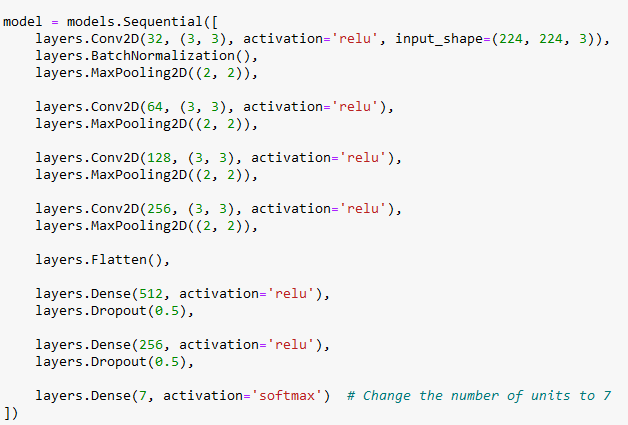 model = models.Sequential([
    layers.Conv2D(32, (3, 3), activation='relu', input_shape=(224, 224, 3)),
    layers.BatchNormalization(),
    layers.MaxPooling2D((2, 2)),

    layers.Conv2D(64, (3, 3), activation='relu'),
    layers.MaxPooling2D((2, 2)),

    layers.Conv2D(128, (3, 3), activation='relu'),
    layers.MaxPooling2D((2, 2)),

    layers.Conv2D(256, (3, 3), activation='relu'),
    layers.MaxPooling2D((2, 2)),

    layers.Flatten(),

    layers.Dense(512, activation='relu'),
    layers.Dropout(0.5),

    layers.Dense(256, activation='relu'),
    layers.Dropout(0.5),

    layers.Dense(7, activation='softmax')  # Change the number of units to 7
])